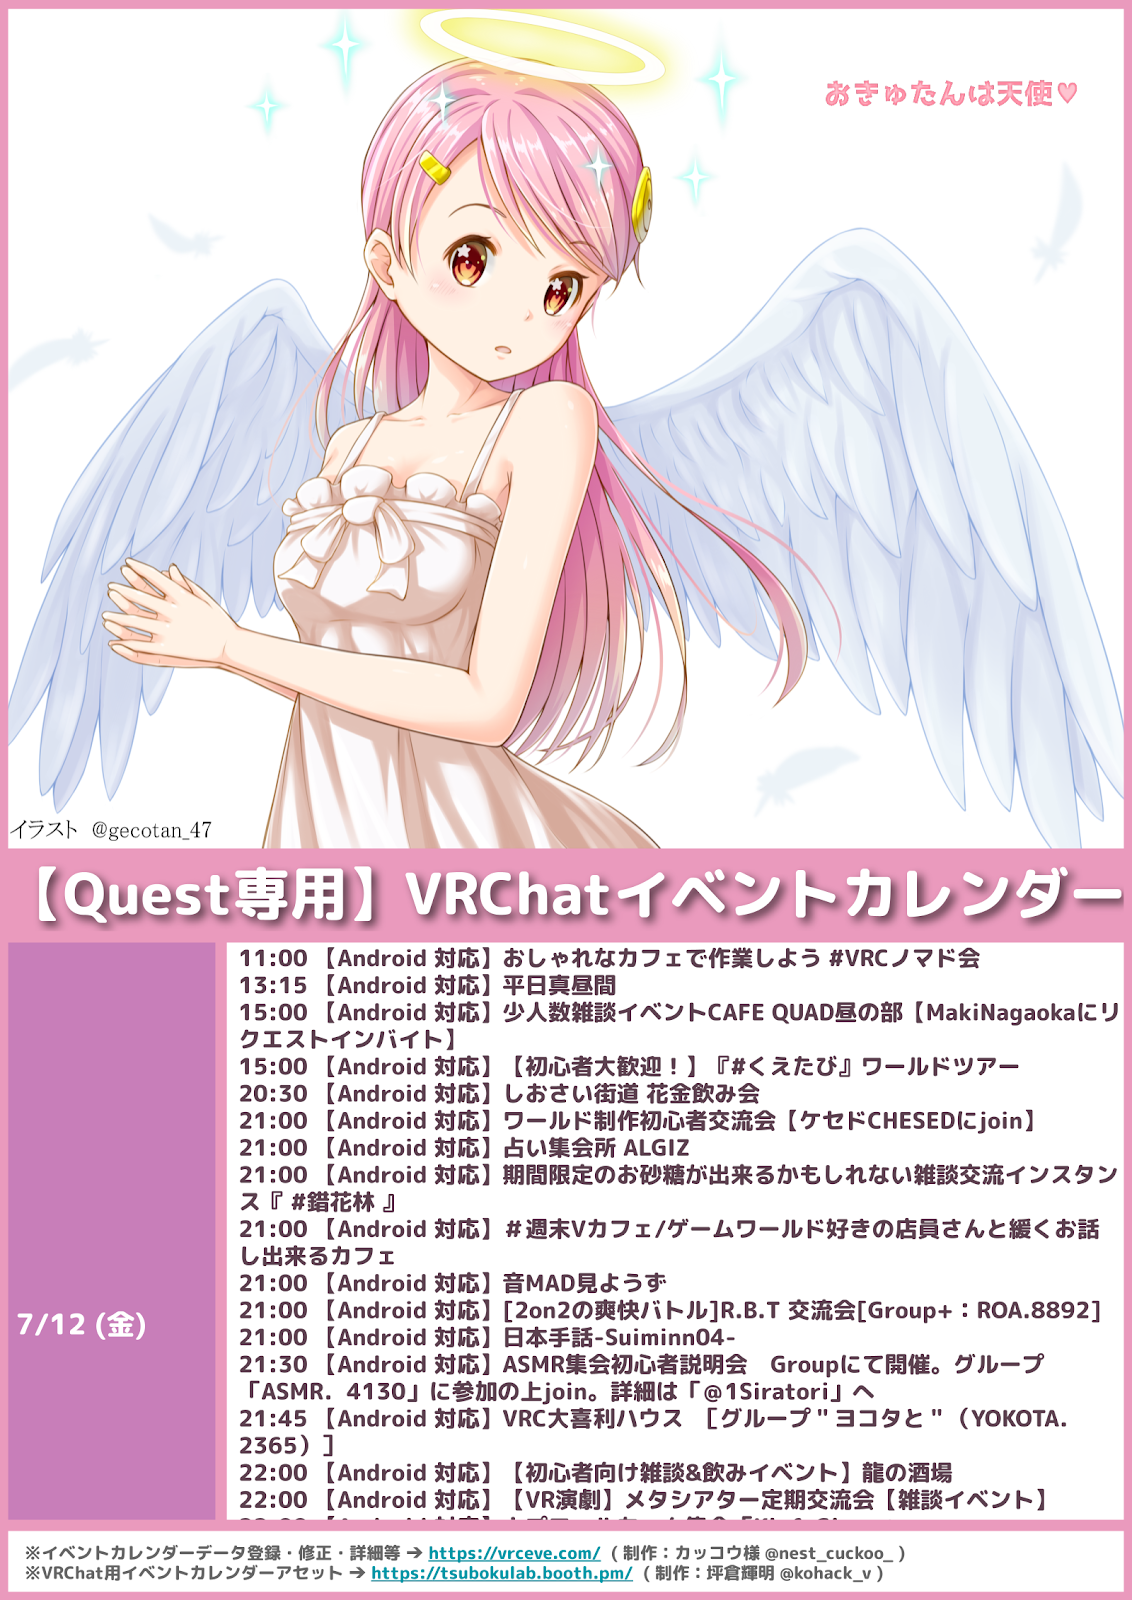 おきゅたんは天使♥
イラスト @gecotan_47
【Quest専用】VRChatイベントカレンダー
7/12 (金)
11:00 【Android 対応】おしゃれなカフェで作業しよう #VRCノマド会
13:15 【Android 対応】平日真昼間
15:00 【Android 対応】少人数雑談イベントCAFE QUAD昼の部【MakiNagaokaにリ
クエストインバイト】
15:00 【Android 対応】【初心者大歓迎！】『#くえたび』ワールドツアー
20:30 【Android 対応】しおさい街道 花金飲み会
21:00 【Android 対応】ワールド制作初心者交流会【ケセドCHESEDにjoin】
21:00 【Android 対応】占い集会所 ALGIZ
21:00 【Android 対応】期間限定のお砂糖が出来るかもしれない雑談交流インスタン
ス『 #錯花林 』
21:00 【Android 対応】＃週末Vカフェ/ゲームワールド好きの店員さんと緩くお話
し出来るカフェ
21:00 【Android 対応】音MAD見ようず
21:00 【Android 対応】[2on2の爽快バトル]R.B.T 交流会[Group+：ROA.8892]
21:00 【Android 対応】日本手話-Suiminn04-
21:30 【Android 対応】ASMR集会初心者説明会　Groupにて開催。グループ
「ASMR．4130」に参加の上join。詳細は「@1Siratori」へ
21:45 【Android 対応】VRC大喜利ハウス ［グループ＂ヨコタと＂（YOKOTA.
2365）］
22:00 【Android 対応】【初心者向け雑談&飲みイベント】龍の酒場
22:00 【Android 対応】【VR演劇】メタシアター定期交流会【雑談イベント】
※イベントカレンダーデータ登録・修正・詳細等 → https://vrceve.com/ （制作：カッコウ様 @nest_cuckoo_ ）
※VRChat用イベントカレンダーアセット → https://tsubokulab.booth.pm/ （制作：坪倉輝明 @kohack_v ）